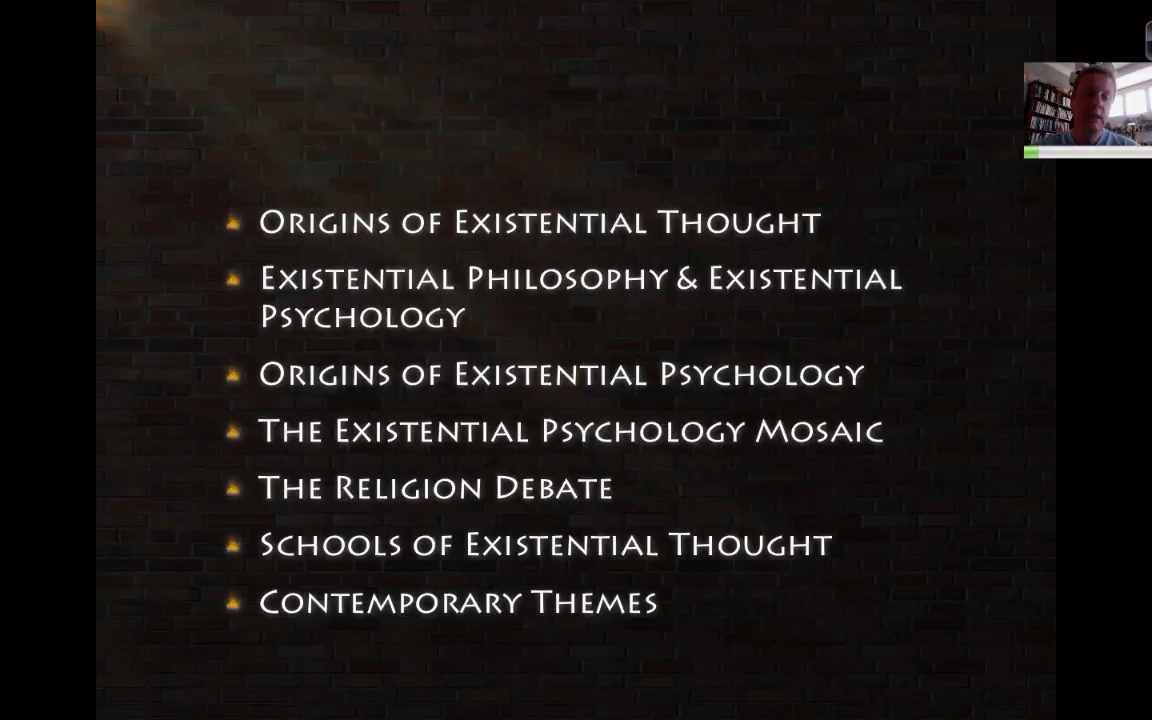 Origins of Existential Thought
Existential Philosophy & Existential
Psychology
Origins of Existential Psychology
The Existential Psychology Mosaic
The Religion Debate
Schools of Existential Thought
Contemporary Themes